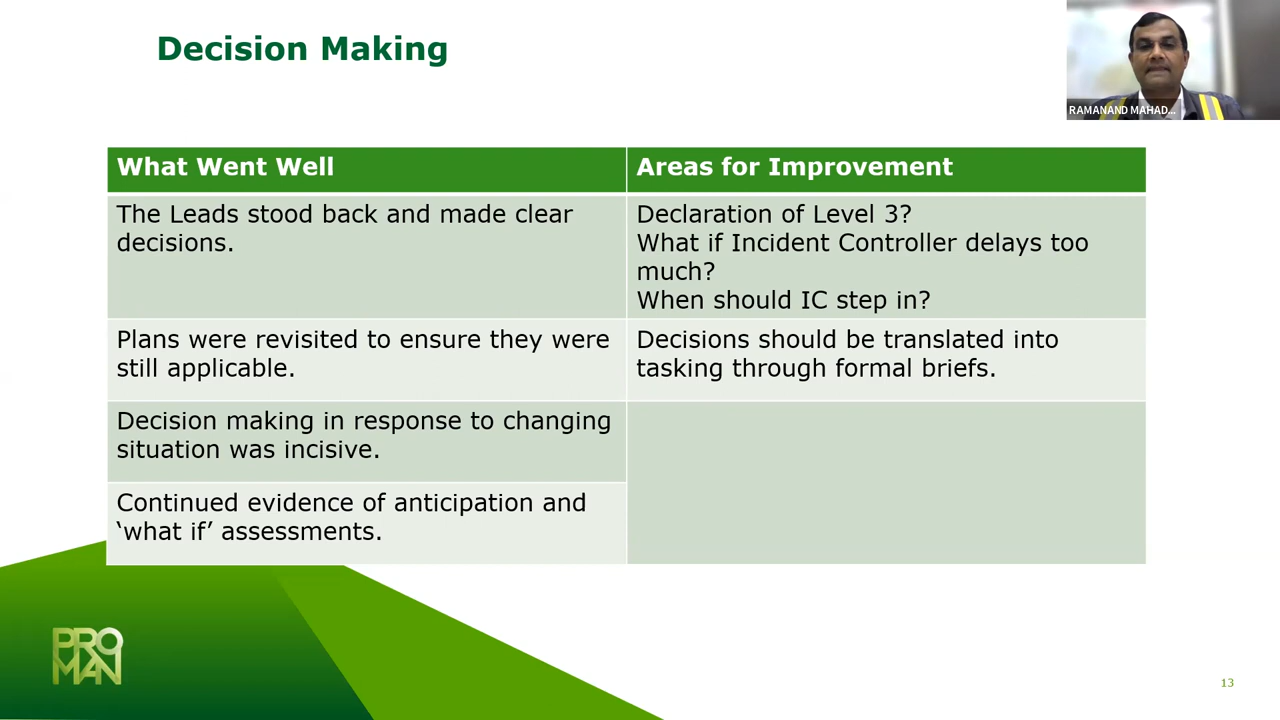 Decision Making
RAMANAND MAHAD...
What Went Well
Areas for Improvement
The Leads stood back and made clear
decisions.
Declaration of Level 3?
What if Incident Controller delays too
much?
When should IC step in?
Plans were revisited to ensure they were
still applicable.
Decisions should be translated into
tasking through formal briefs.
Decision making in response to changing
situation was incisive.
Continued evidence of anticipation and
‘what if’ assessments.
PRO
MAN
13